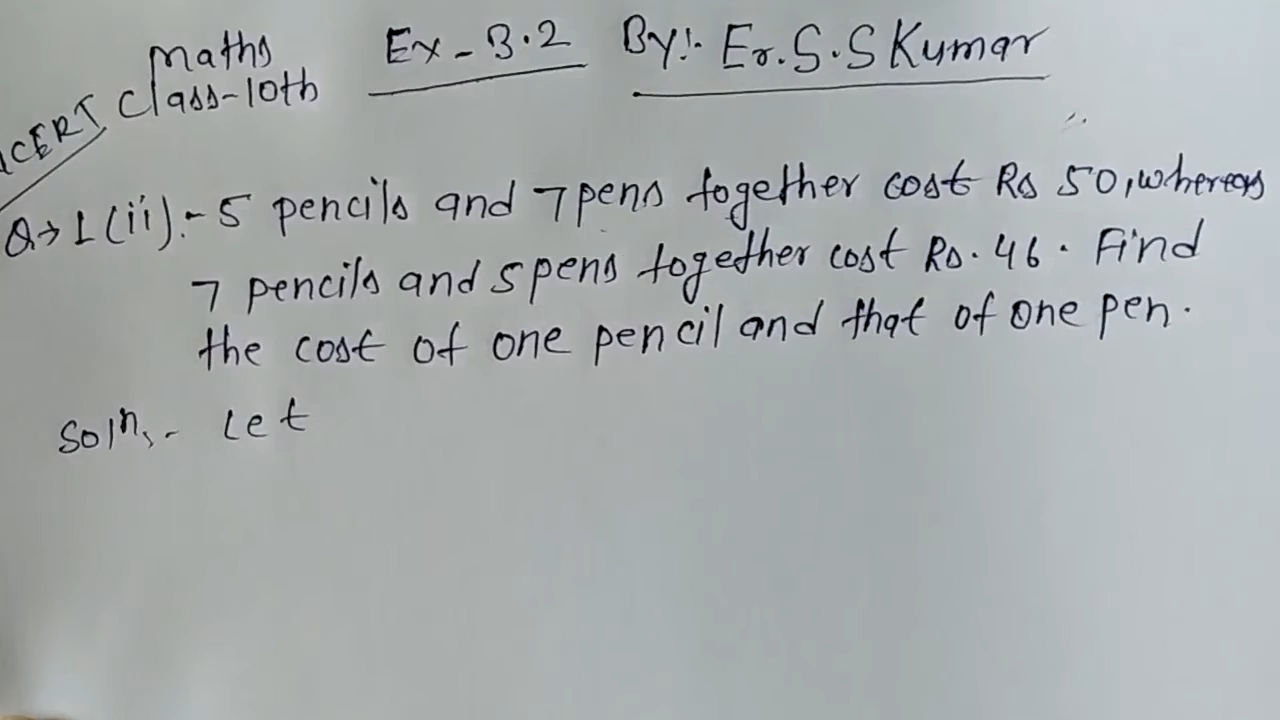 Maths Ex-3.2 By:- Er. S.S Kumar
Class-10th
NCERT
Q→1(ii):- 5 pencils and 7 pens together cost Rs 50, whereas
7 pencils and 5 pens together cost Rs. 46. Find
the cost of one pencil and that of one pen.
Soln:- Let